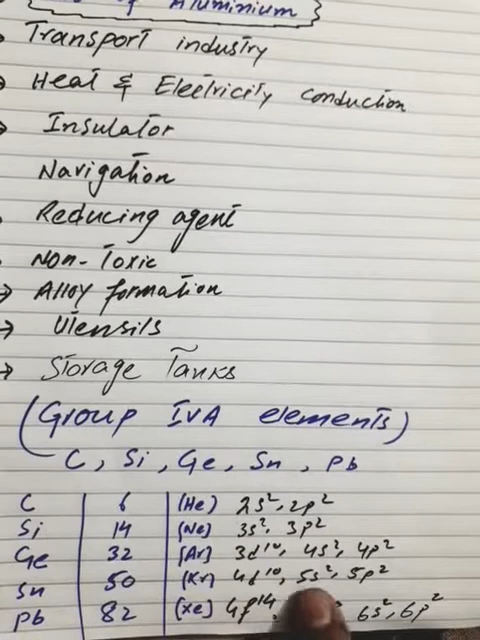 of Aluminium
Transport industry
Heat & Electricity conduction
Insulator
Navigation
Reducing agent
Non-Toxic
→ Alloy formation
→ Utensils
→ Storage Tanks
(Group IVA elements)
C, Si, Ge, Sn, Pb
C 6 (He) 2s², 2p²
Si 14 (Ne) 3s², 3p²
Ge 32 (Ar) 3d¹⁰, 4s², 4p²
Sn 50 (Kr) 4d¹⁰, 5s², 5p²
Pb 82 (Xe) 4f¹⁴, 6s², 6p²